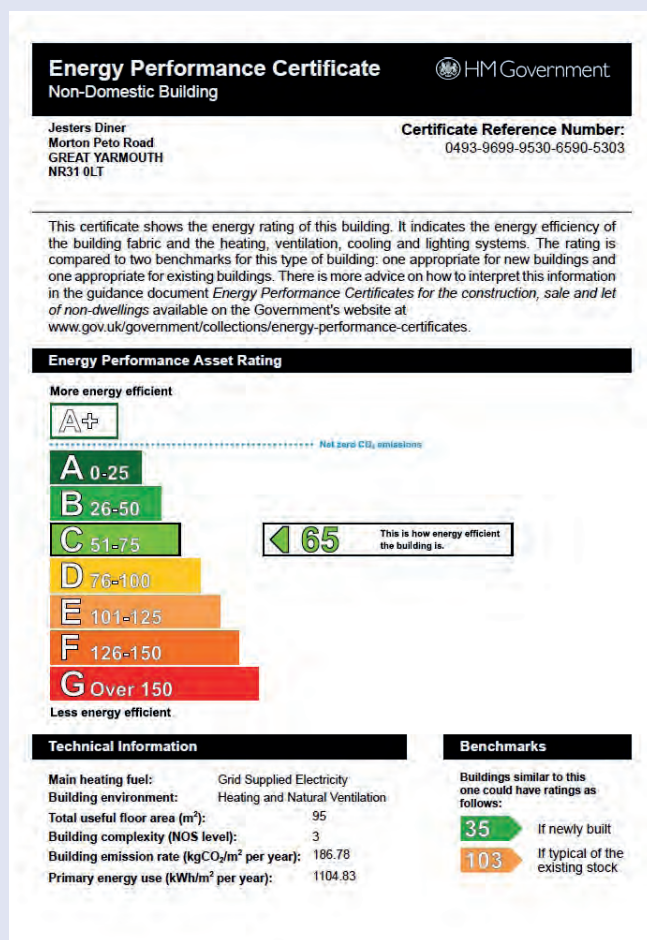 Energy Performance Certificate
HM Government
Non-Domestic Building
Jesters Diner
Morton Peto Road
GREAT YARMOUTH
NR31 0LT
Certificate Reference Number:
0493-9699-9530-6590-5303
This certificate shows the energy rating of this building. It indicates the energy efficiency of
the building fabric and the heating, ventilation, cooling and lighting systems. The rating is
compared to two benchmarks for this type of building: one appropriate for new buildings and
one appropriate for existing buildings. There is more advice on how to interpret this information
in the guidance document Energy Performance Certificates for the construction, sale and let
of non-dwellings available on the Government's website at
www.gov.uk/government/collections/energy-performance-certificates.
Energy Performance Asset Rating
More energy efficient
A+
Net zero CO₂ emissions
A 0-25
B 26-50
C 51-75
65 This is how energy efficient
the building is.
D 76-100
E 101-125
F 126-150
G Over 150
Less energy efficient
Technical Information
Main heating fuel: Grid Supplied Electricity
Building environment: Heating and Natural Ventilation
Total useful floor area (m²): 95
Building complexity (NOS level): 3
Building emission rate (kgCO₂/m² per year): 186.78
Primary energy use (kWh/m² per year): 1104.83
Benchmarks
Buildings similar to this
one could have ratings as
follows:
35 If newly built
103 If typical of the
existing stock